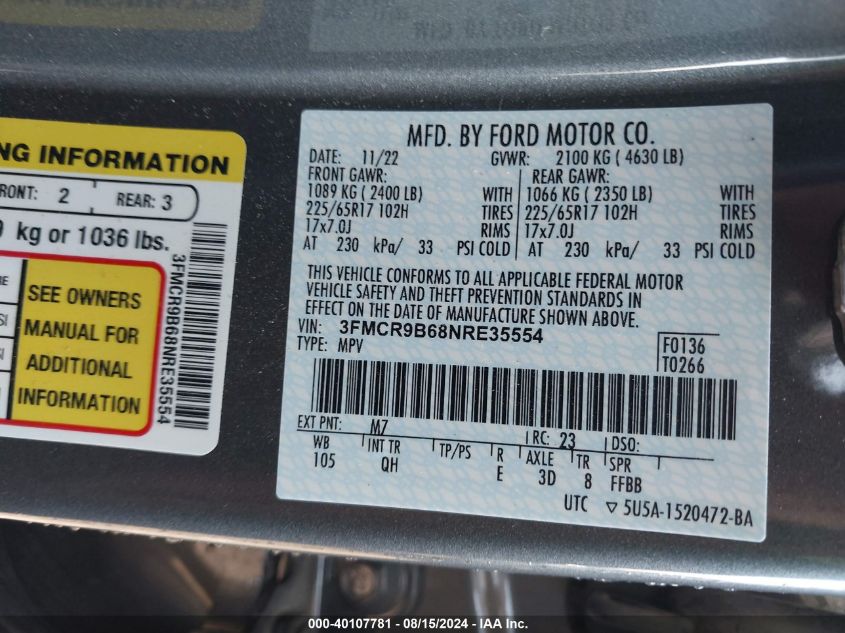 NG INFORMATION
FRONT: 2 REAR: 3
kg or 1036 lbs.
SEE OWNERS
MANUAL FOR
ADDITIONAL
INFORMATION
3FMCR9B68NRE35554
MFD. BY FORD MOTOR CO.
DATE: 11/22 GVWR: 2100 KG ( 4630 LB)
FRONT GAWR: REAR GAWR:
1089 KG ( 2400 LB) WITH 1066 KG ( 2350 LB) WITH
225/65R17 102H TIRES 225/65R17 102H TIRES
17x7.0J RIMS 17x7.0J RIMS
AT 230 kPa/ 33 PSI COLD AT 230 kPa/ 33 PSI COLD
THIS VEHICLE CONFORMS TO ALL APPLICABLE FEDERAL MOTOR
VEHICLE SAFETY AND THEFT PREVENTION STANDARDS IN
EFFECT ON THE DATE OF MANUFACTURE SHOWN ABOVE.
VIN: 3FMCR9B68NRE35554
TYPE: MPV
F0136
T0266
EXT PNT: M7 RC: 23 DSO:
WB INT TR TP/PS R AXLE TR SPR
105 QH E 3D 8 FFBB
UTC ▽ 5U5A-1520472-BA
000-40107781 - 08/15/2024 - IAA Inc.